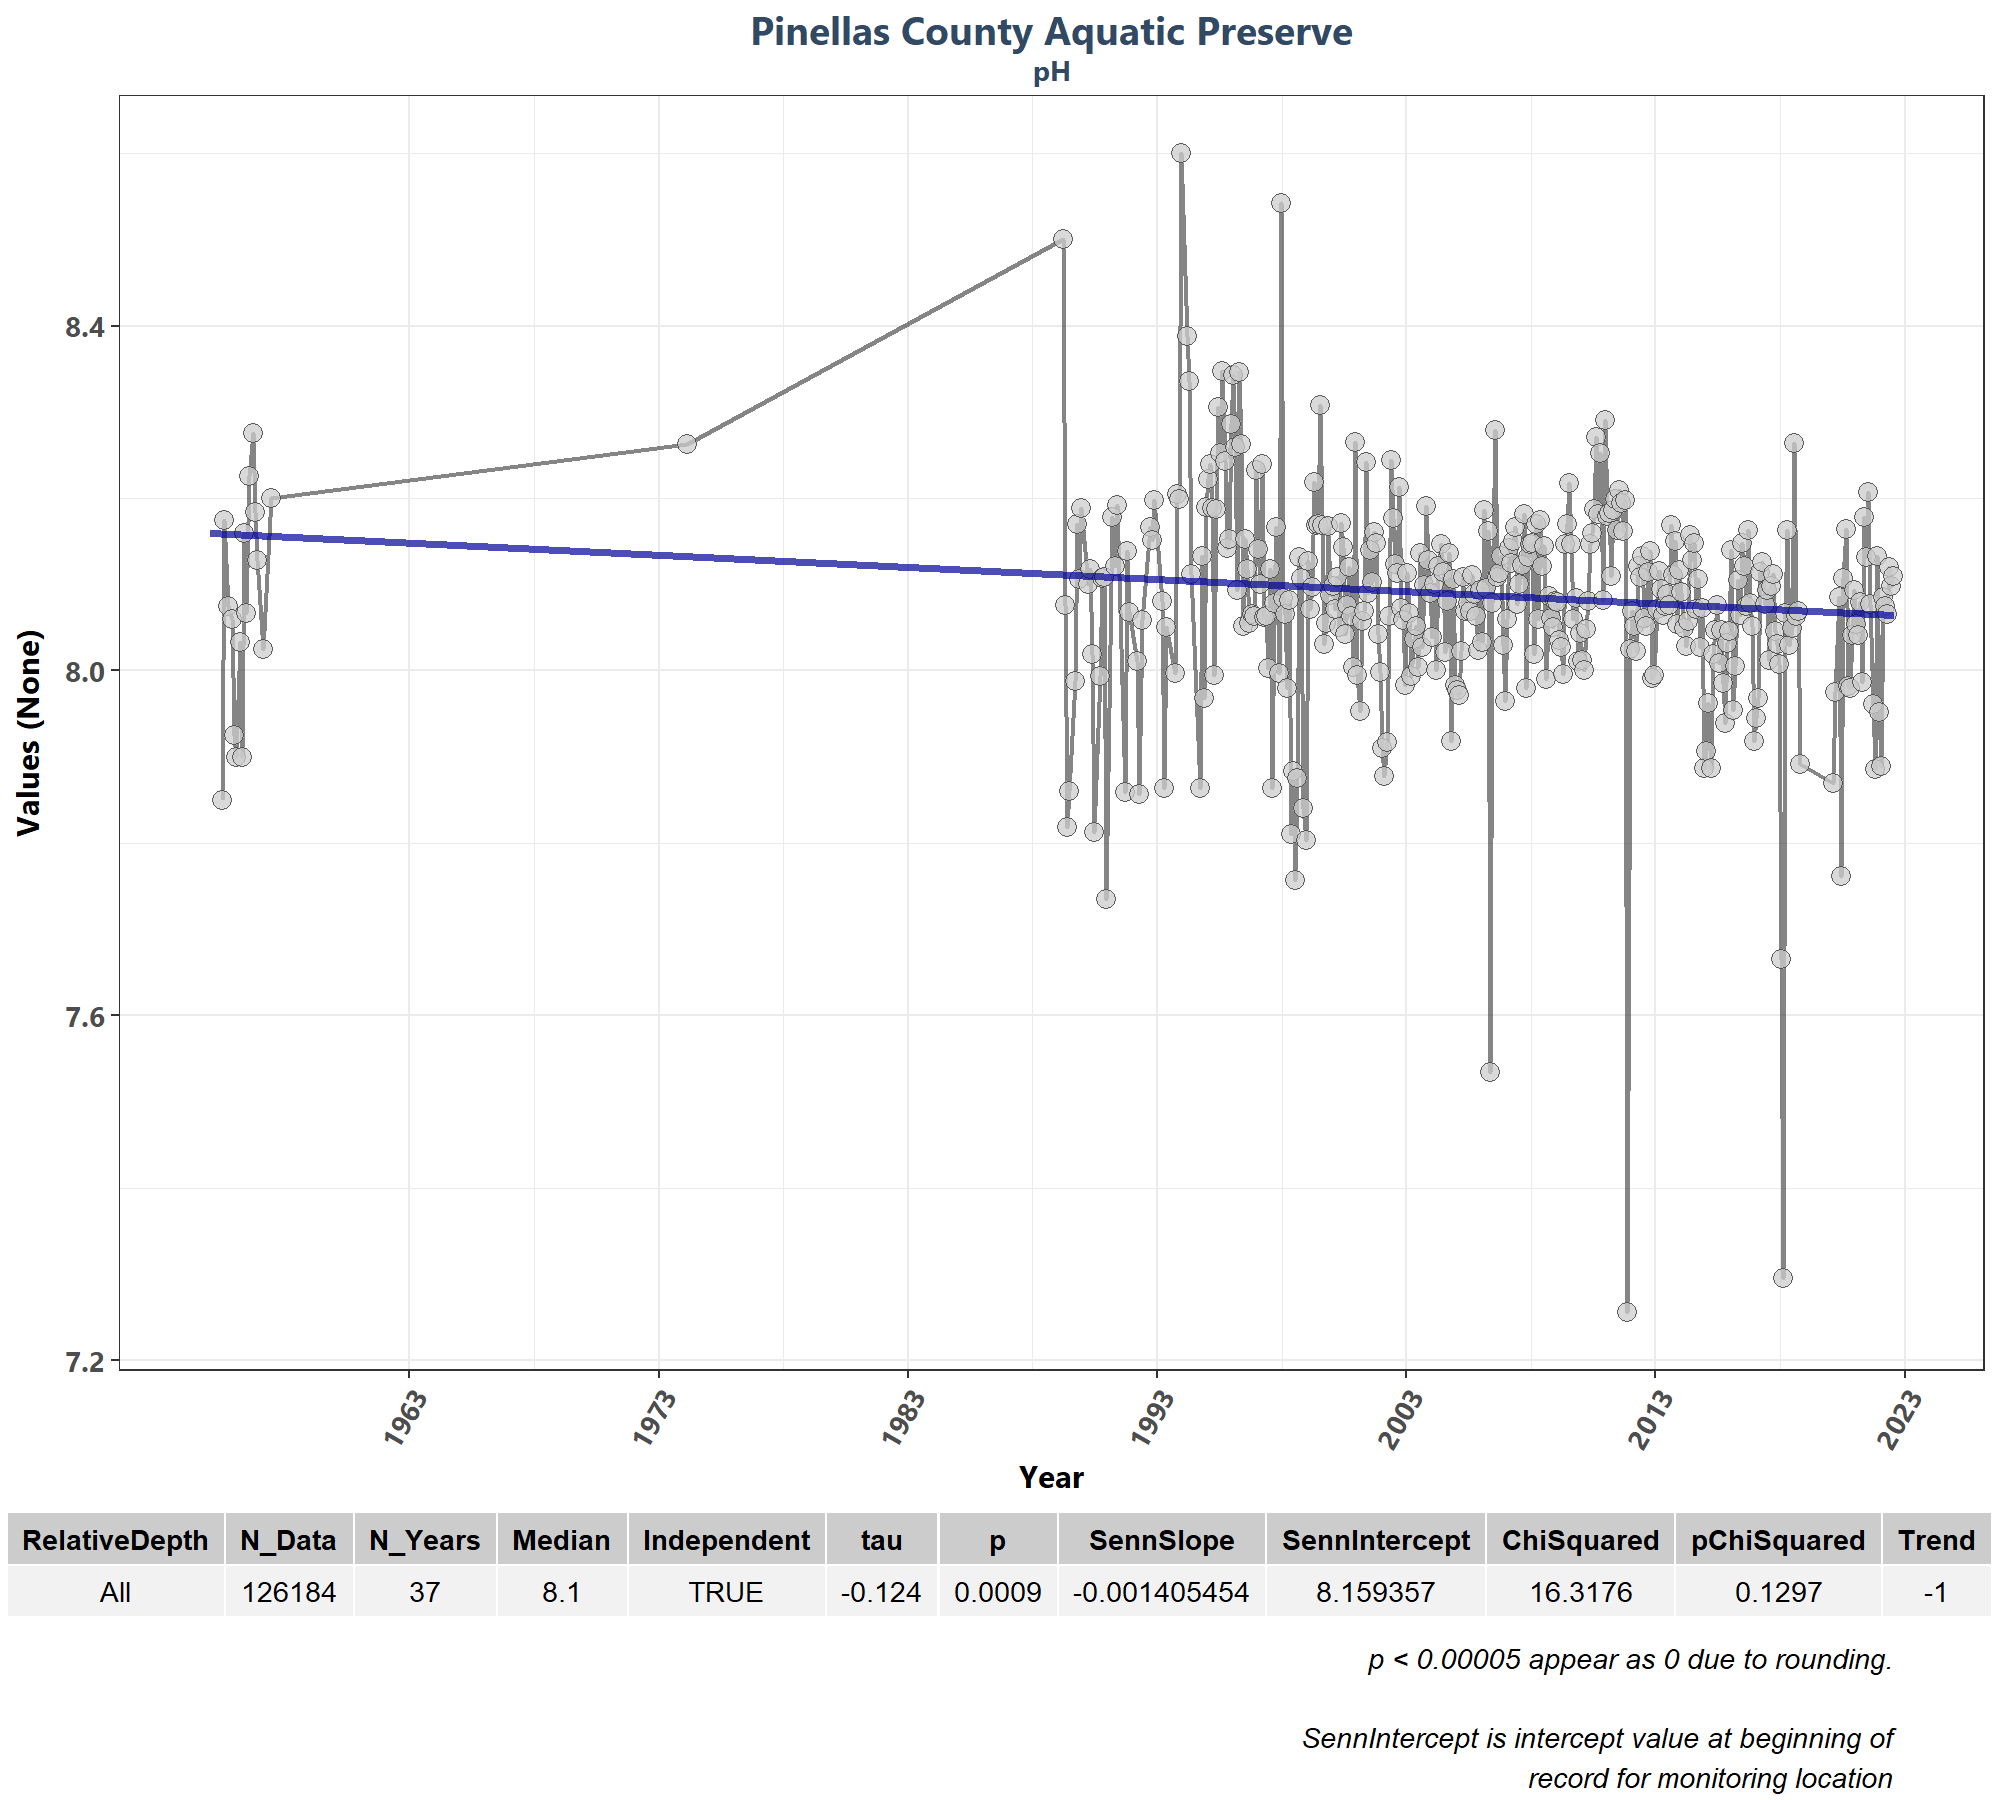 Pinellas County Aquatic Preserve
pH
Values (None)
8.4
8.0
7.6
7.2
1963 1973 1983 1993 2003 2013 2023
Year
RelativeDepth N_Data N_Years Median Independent tau p SennSlope SennIntercept ChiSquared pChiSquared Trend
All 126184 37 8.1 TRUE -0.124 0.0009 -0.001405454 8.159357 16.3176 0.1297 -1
p < 0.00005 appear as 0 due to rounding.
SennIntercept is intercept value at beginning of
record for monitoring location